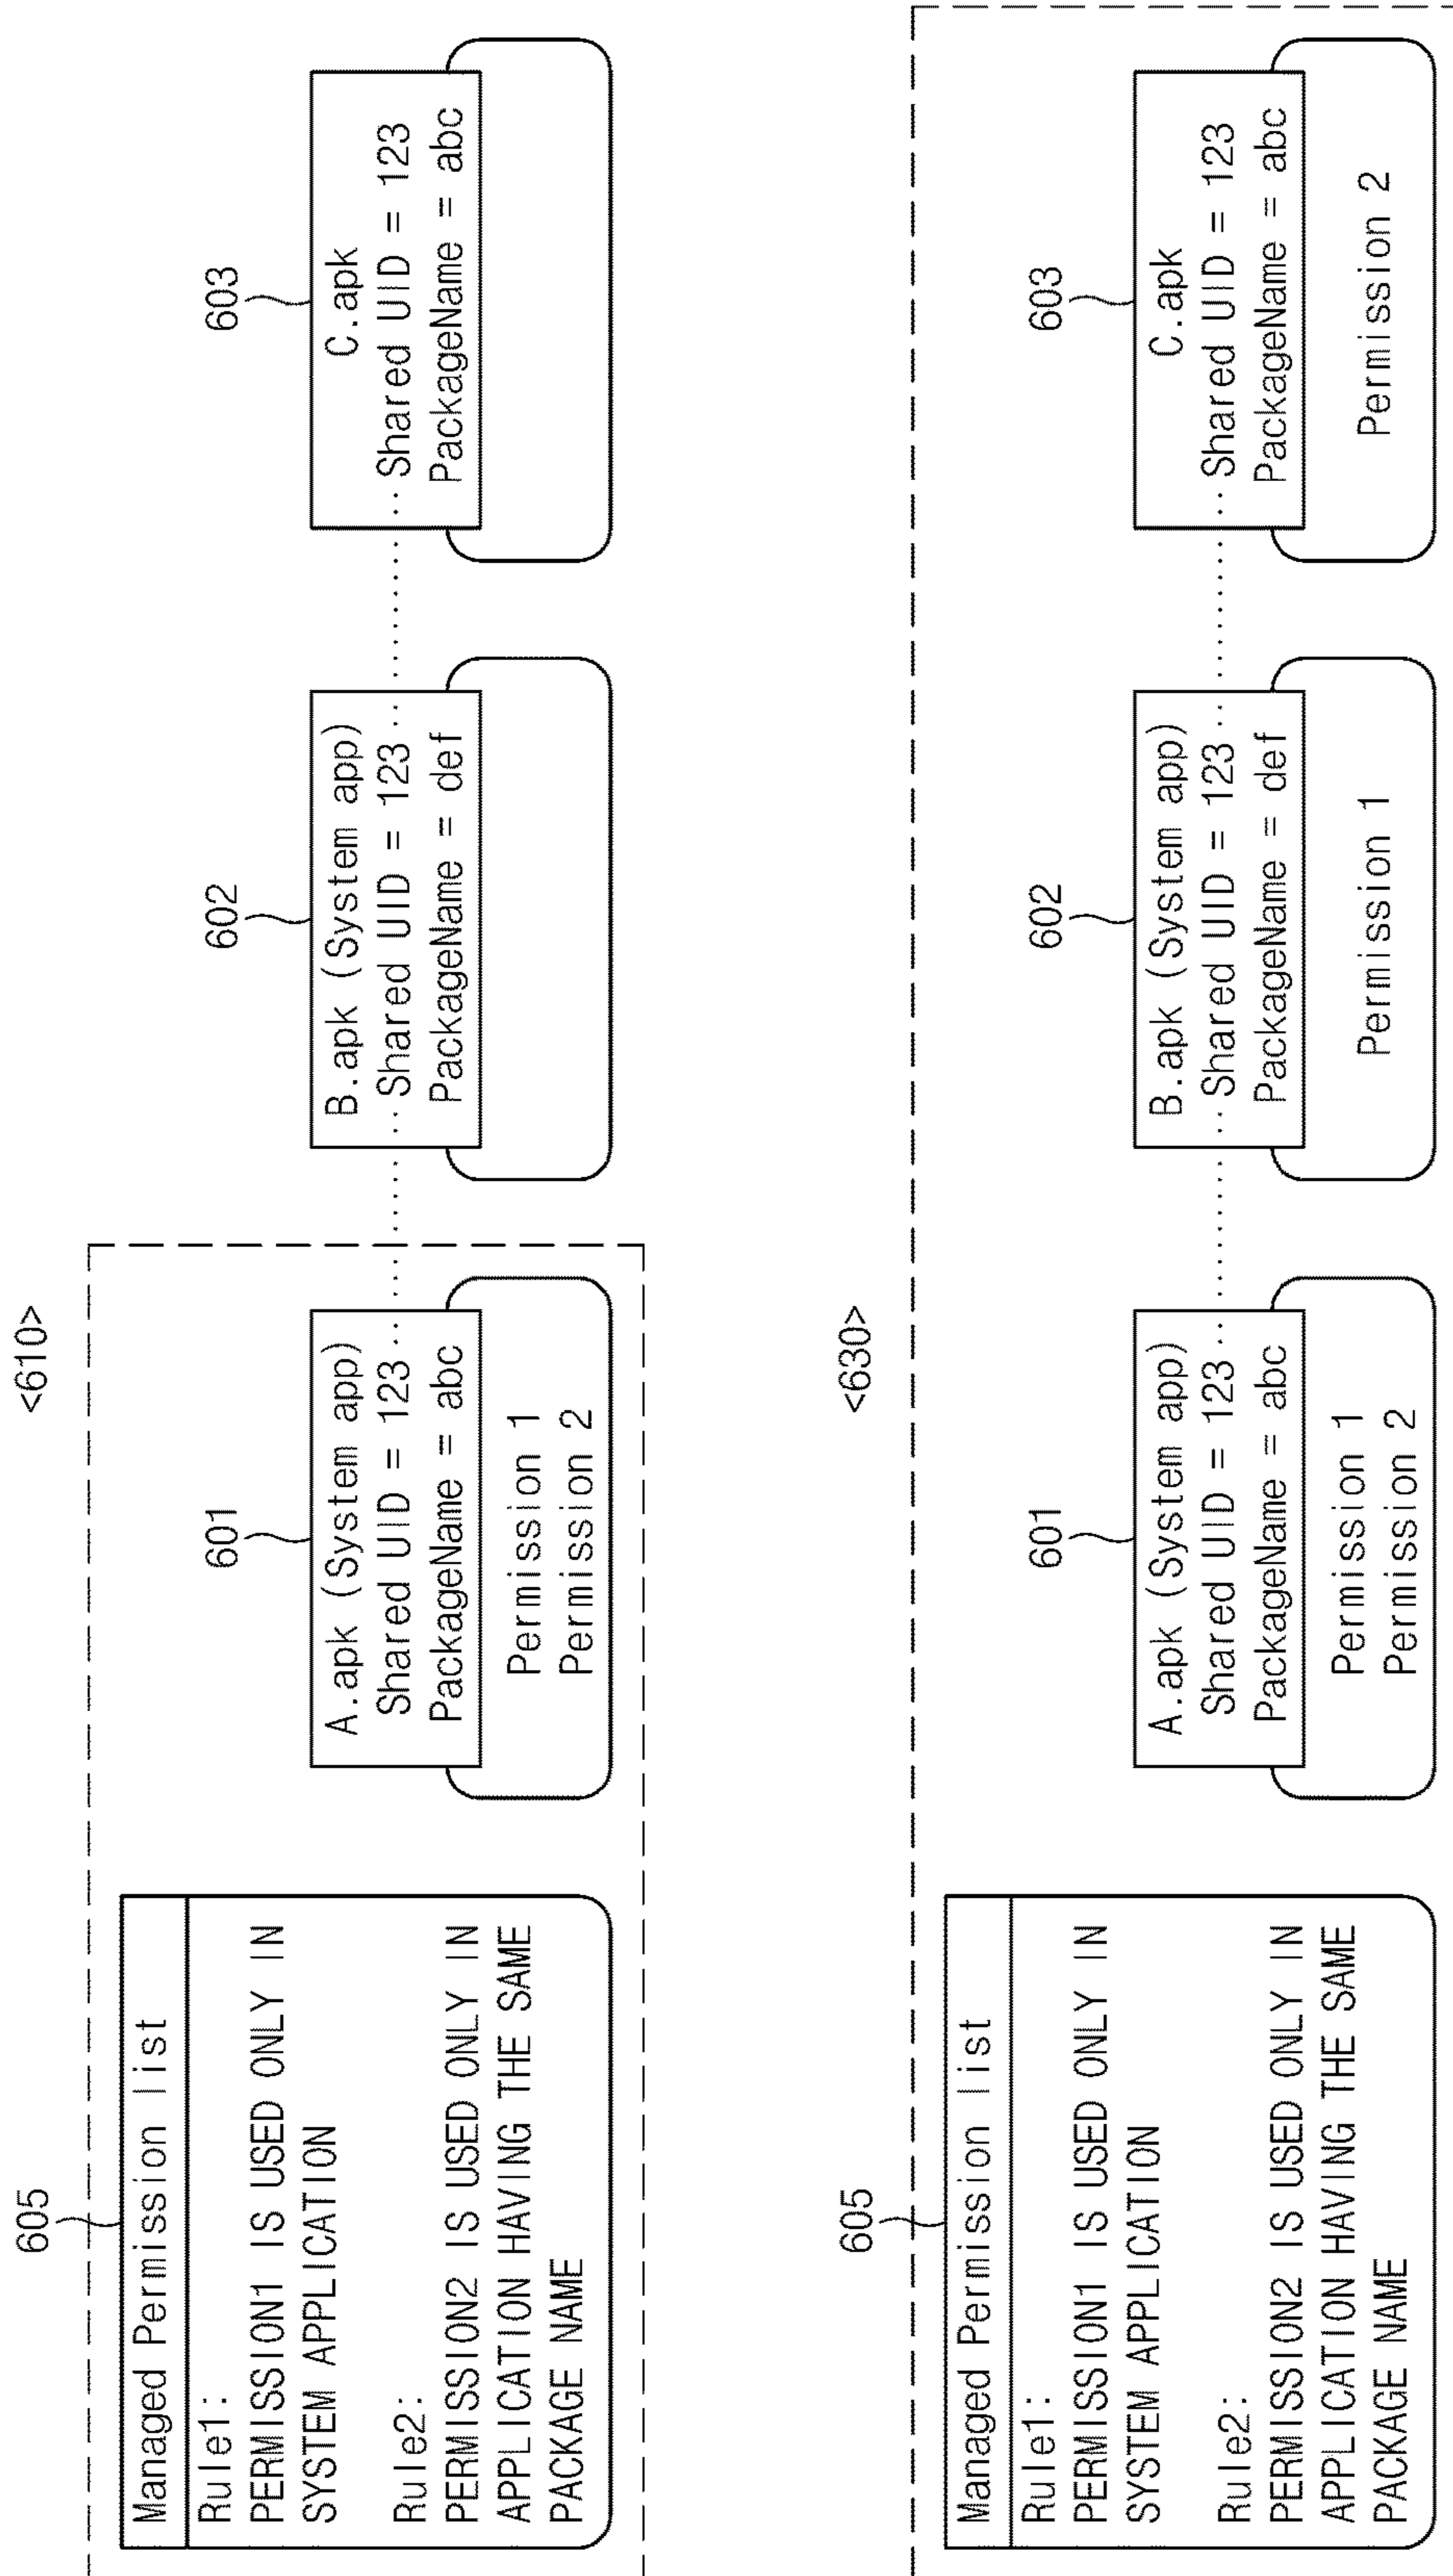 <610>
605
Managed Permission list
Rule1:
PERMISSION1 IS USED ONLY IN
SYSTEM APPLICATION
Rule2:
PERMISSION2 IS USED ONLY IN
APPLICATION HAVING THE SAME
PACKAGE NAME
601
A.apk (System app)
Shared UID = 123
PackageName = abc
Permission 1
Permission 2
602
B.apk (System app)
Shared UID = 123
PackageName = def
603
C.apk
Shared UID = 123
PackageName = abc
<630>
605
Managed Permission list
Rule1:
PERMISSION1 IS USED ONLY IN
SYSTEM APPLICATION
Rule2:
PERMISSION2 IS USED ONLY IN
APPLICATION HAVING THE SAME
PACKAGE NAME
601
A.apk (System app)
Shared UID = 123
PackageName = abc
Permission 1
Permission 2
602
B.apk (System app)
Shared UID = 123
PackageName = def
Permission 1
603
C.apk
Shared UID = 123
PackageName = abc
Permission 2